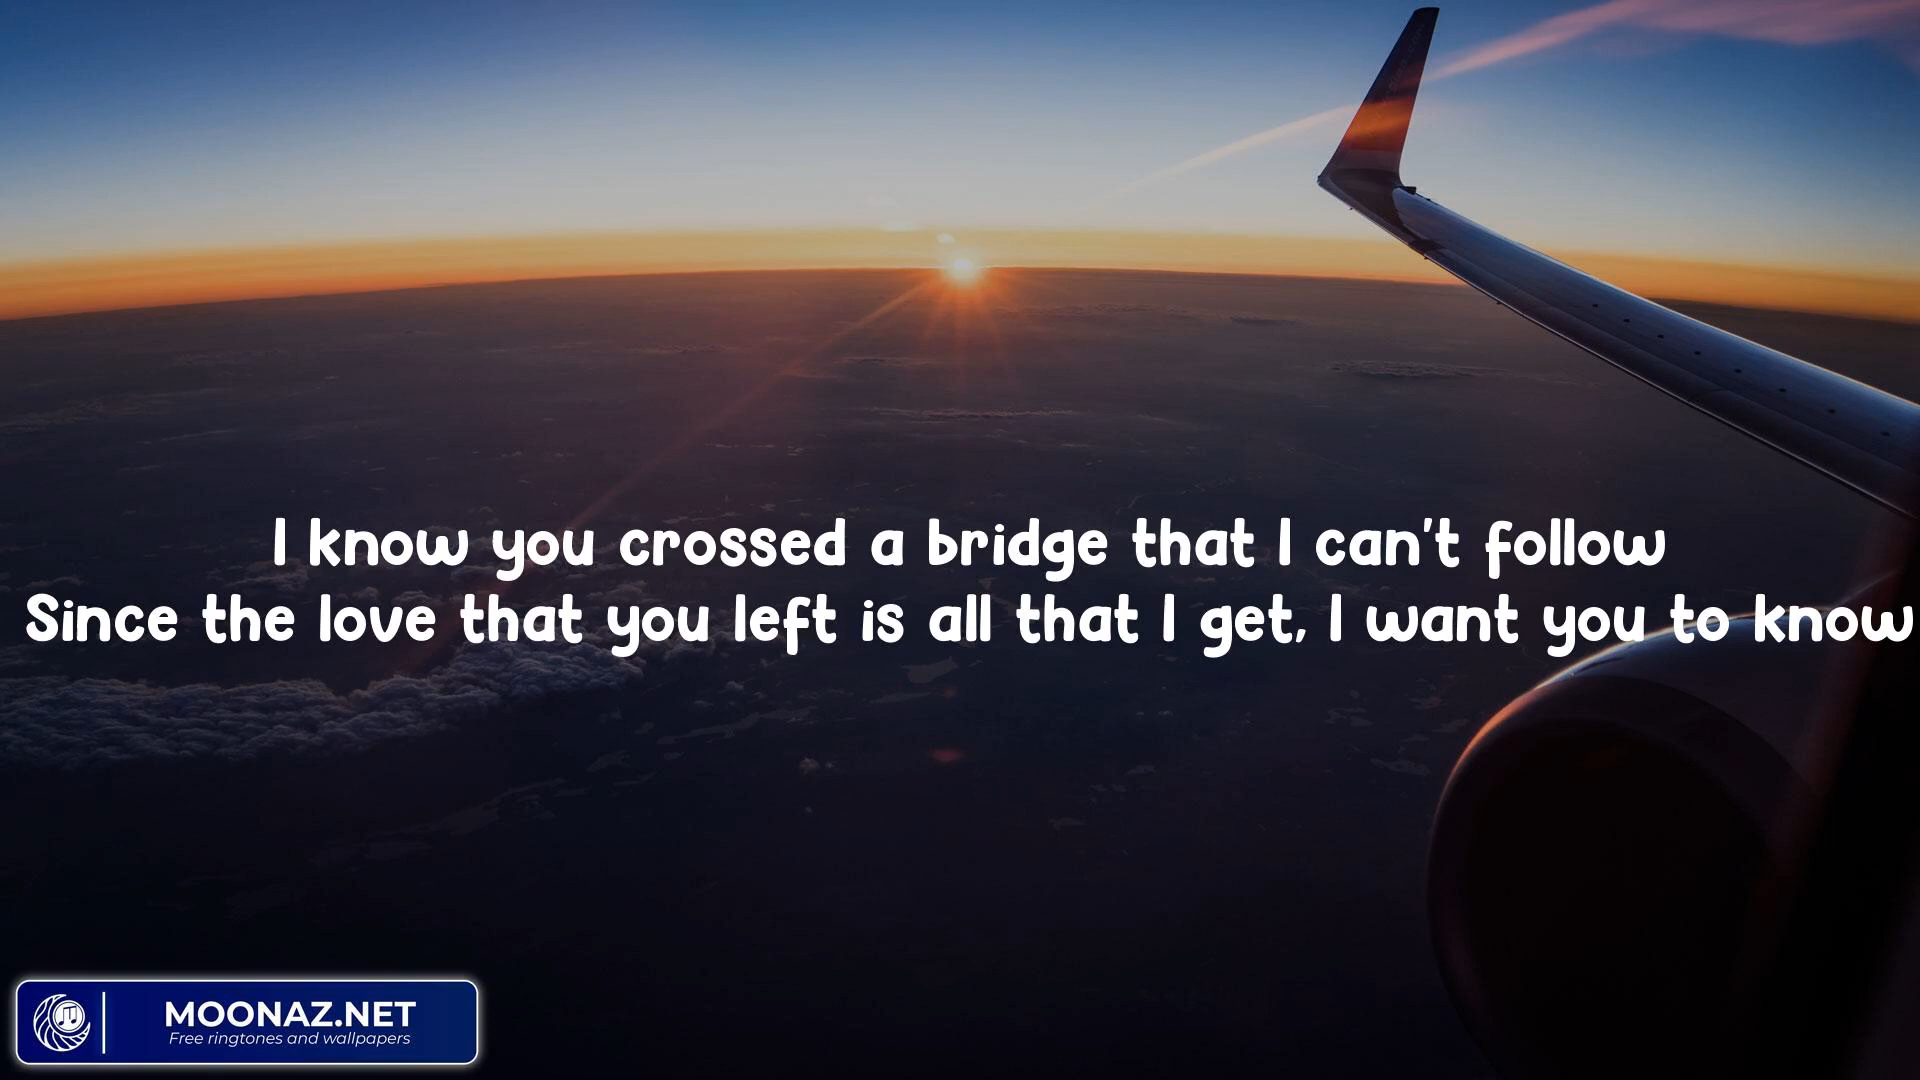 I know you crossed a bridge that I can't follow
Since the love that you left is all that I get, I want you to know
MOONAZ.NET
Free ringtones and wallpapers